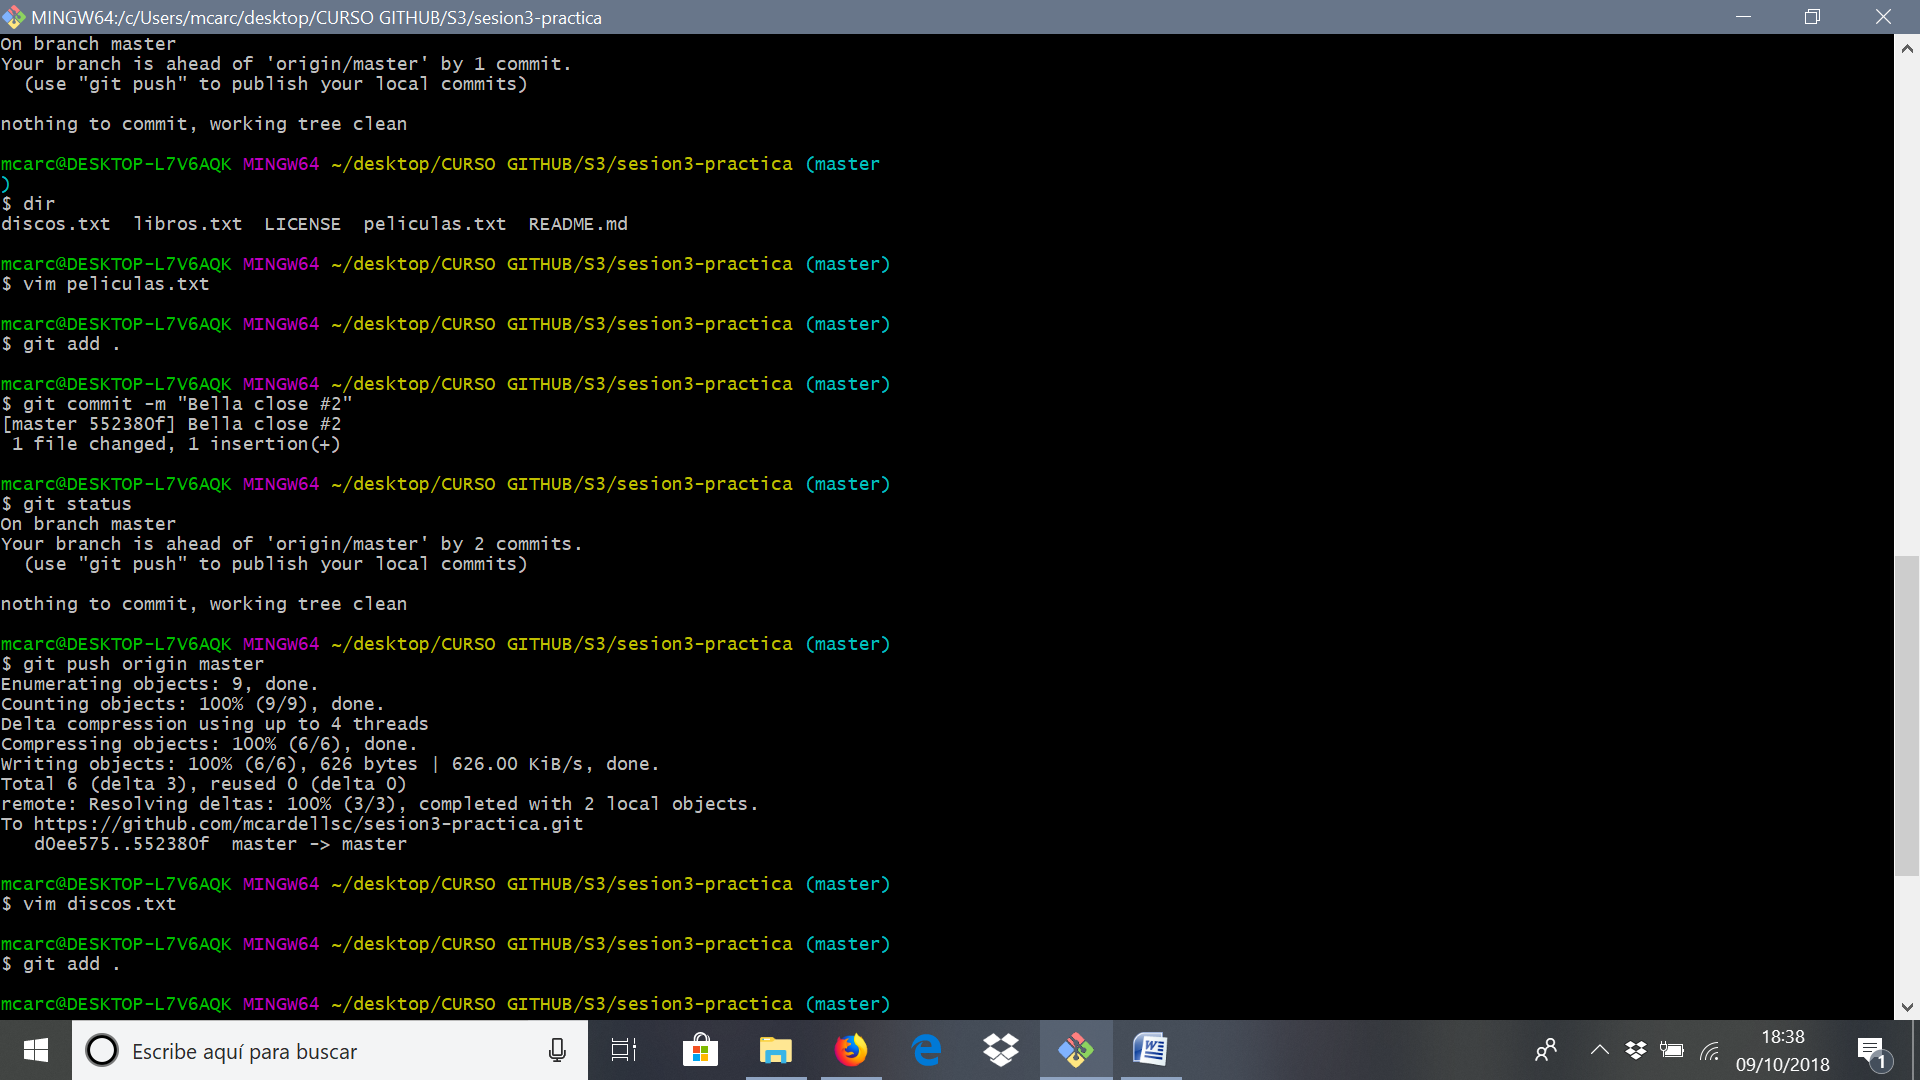 MINGW64:/c/Users/mcarc/desktop/CURSO GITHUB/S3/sesion3-practica
On branch master
Your branch is ahead of 'origin/master' by 1 commit.
  (use "git push" to publish your local commits)
nothing to commit, working tree clean
mcarc@DESKTOP-L7V6AQK MINGW64 ~/desktop/CURSO GITHUB/S3/sesion3-practica (master
)
$ dir
discos.txt  libros.txt  LICENSE  peliculas.txt  README.md
mcarc@DESKTOP-L7V6AQK MINGW64 ~/desktop/CURSO GITHUB/S3/sesion3-practica (master)
$ vim peliculas.txt
mcarc@DESKTOP-L7V6AQK MINGW64 ~/desktop/CURSO GITHUB/S3/sesion3-practica (master)
$ git add .
mcarc@DESKTOP-L7V6AQK MINGW64 ~/desktop/CURSO GITHUB/S3/sesion3-practica (master)
$ git commit -m "Bella close #2"
[master 552380f] Bella close #2
 1 file changed, 1 insertion(+)
mcarc@DESKTOP-L7V6AQK MINGW64 ~/desktop/CURSO GITHUB/S3/sesion3-practica (master)
$ git status
On branch master
Your branch is ahead of 'origin/master' by 2 commits.
  (use "git push" to publish your local commits)
nothing to commit, working tree clean
mcarc@DESKTOP-L7V6AQK MINGW64 ~/desktop/CURSO GITHUB/S3/sesion3-practica (master)
$ git push origin master
Enumerating objects: 9, done.
Counting objects: 100% (9/9), done.
Delta compression using up to 4 threads
Compressing objects: 100% (6/6), done.
Writing objects: 100% (6/6), 626 bytes | 626.00 KiB/s, done.
Total 6 (delta 3), reused 0 (delta 0)
remote: Resolving deltas: 100% (3/3), completed with 2 local objects.
To https://github.com/mcardellsc/sesion3-practica.git
   d0ee575..552380f  master -> master
mcarc@DESKTOP-L7V6AQK MINGW64 ~/desktop/CURSO GITHUB/S3/sesion3-practica (master)
$ vim discos.txt
mcarc@DESKTOP-L7V6AQK MINGW64 ~/desktop/CURSO GITHUB/S3/sesion3-practica (master)
$ git add .
mcarc@DESKTOP-L7V6AQK MINGW64 ~/desktop/CURSO GITHUB/S3/sesion3-practica (master)
Escribe aquí para buscar
18:38
09/10/2018
1